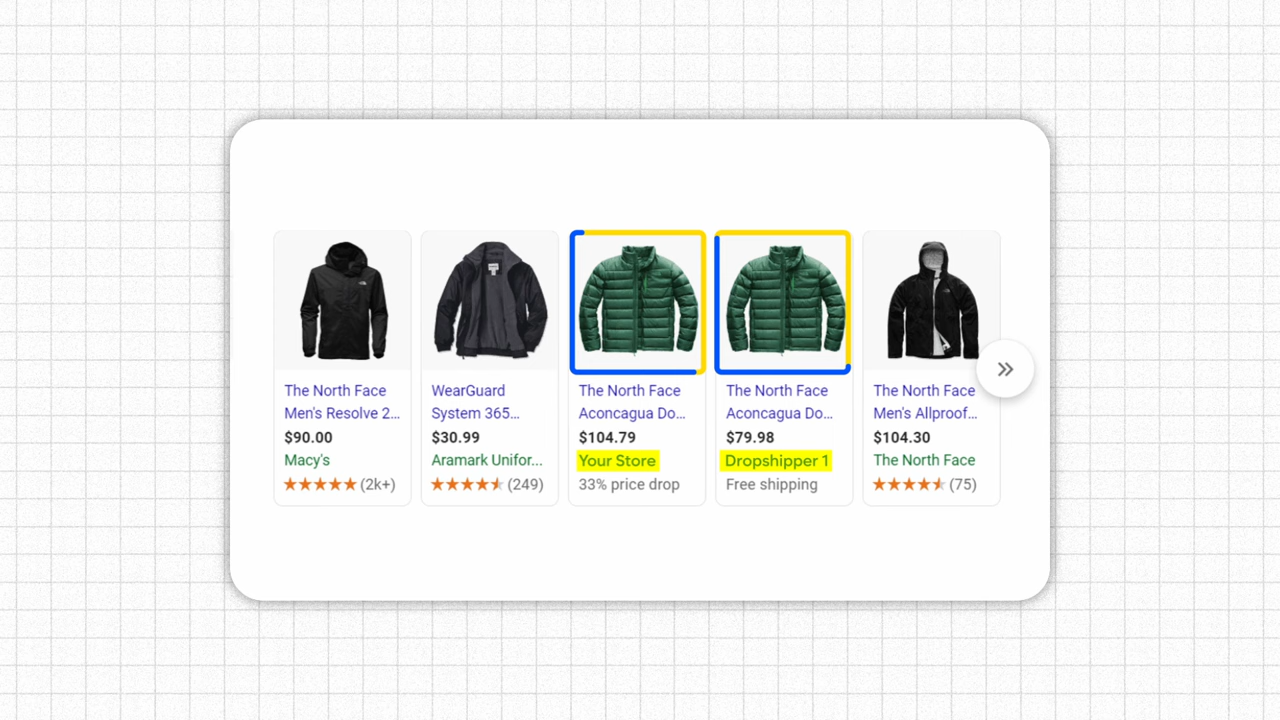 The North Face
Men's Resolve 2...
$90.00
Macy's
(2k+)
WearGuard
System 365...
$30.99
Aramark Unifor...
(249)
The North Face
Aconcagua Do...
$104.79
Your Store
33% price drop
The North Face
Aconcagua Do...
$79.98
Dropshipper 1
Free shipping
The North Face
Men's Allproof...
$104.30
The North Face
(75)